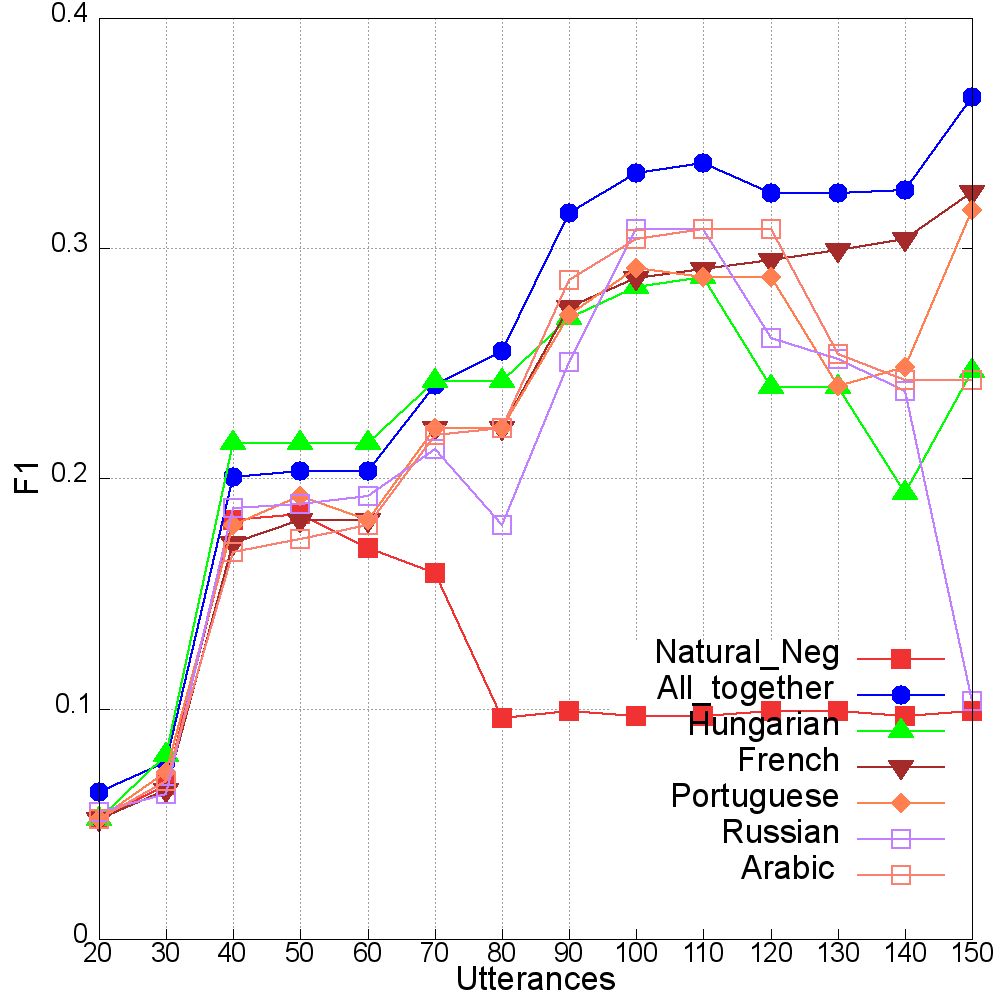 0.4
0.3
0.2
0.1
0
F1
Natural_Neg
All_together
Hungarian
French
Portuguese
Russian
Arabic
20 30 40 50 60 70 80 90 100 110 120 130 140 150
Utterances